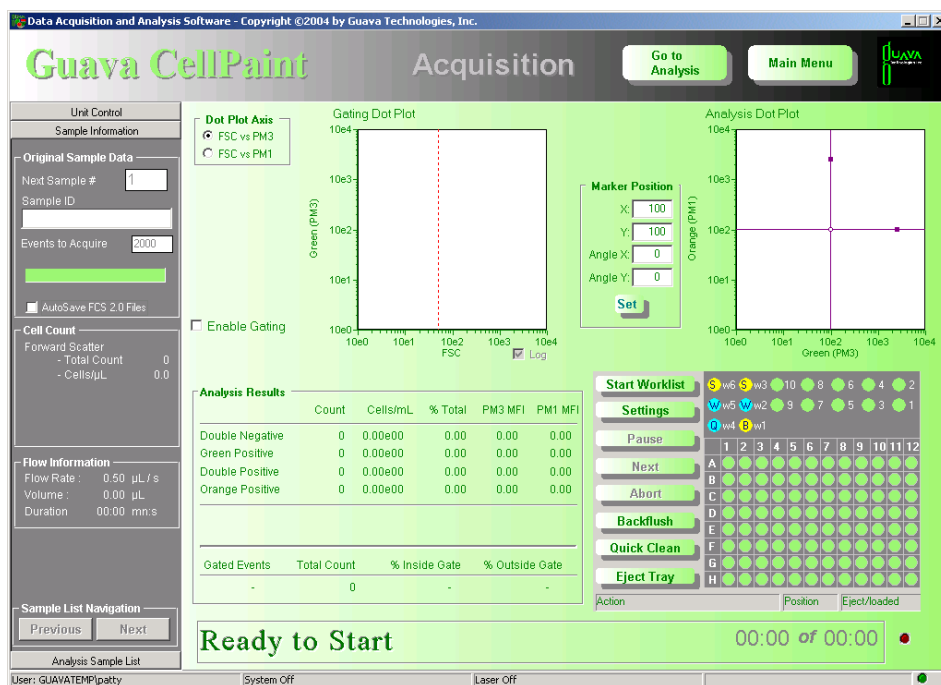 Data Acquisition and Analysis Software - Copyright ©2004 by Guava Technologies, Inc.
Guava CellPaint
Acquisition
Go to
Analysis
Main Menu
guava
Unit Control
Sample Information
Original Sample Data
Next Sample # 1
Sample ID
Events to Acquire 2000
AutoSave FCS 2.0 Files
Cell Count
Forward Scatter
- Total Count 0
- Cells/µL 0.0
Flow Information
Flow Rate : 0.50 µL / s
Volume : 0.00 µL
Duration 00:00 mn:s
Sample List Navigation
Previous Next
Analysis Sample List
Dot Plot Axis
FSC vs PM3
FSC vs PM1
Enable Gating
Gating Dot Plot
10e4
10e3
10e2
10e1
10e0
Green (PM3)
10e0 10e1 10e2 10e3 10e4
FSC
Log
Marker Position
X: 100
Y: 100
Angle X: 0
Angle Y: 0
Set
Analysis Dot Plot
10e4
10e3
10e2
10e1
10e0
Orange (PM1)
10e0 10e1 10e2 10e3 10e4
Green (PM3)
Analysis Results
Count Cells/mL % Total PM3 MFI PM1 MFI
Double Negative 0 0.00e00 0.00 0.00 0.00
Green Positive 0 0.00e00 0.00 0.00 0.00
Double Positive 0 0.00e00 0.00 0.00 0.00
Orange Positive 0 0.00e00 0.00 0.00 0.00
Gated Events Total Count % Inside Gate % Outside Gate
- 0 - -
Start Worklist
Settings
Pause
Next
Abort
Backflush
Quick Clean
Eject Tray
S w6 S w3 10 8 6 4 2
W w5 W w2 9 7 5 3 1
Q w4 B w1
1 2 3 4 5 6 7 8 9 10 11 12
A
B
C
D
E
F
G
H
Action Position Eject/loaded
Ready to Start
00:00 of 00:00
User: GUAVATEMP\patty System Off Laser Off